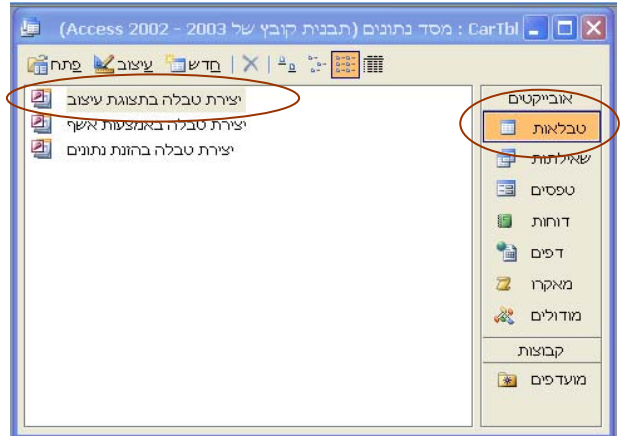 CarTbl : מסד נתונים (תבנית קובץ של Access 2002 - 2003)
פתח עיצוב חדש
אובייקטים
טבלאות
שאילתות
טפסים
דוחות
דפים
מאקרו
מודולים
קבוצות
מועדפים
יצירת טבלה בתצוגת עיצוב
יצירת טבלה באמצעות אשף
יצירת טבלה בהזנת נתונים